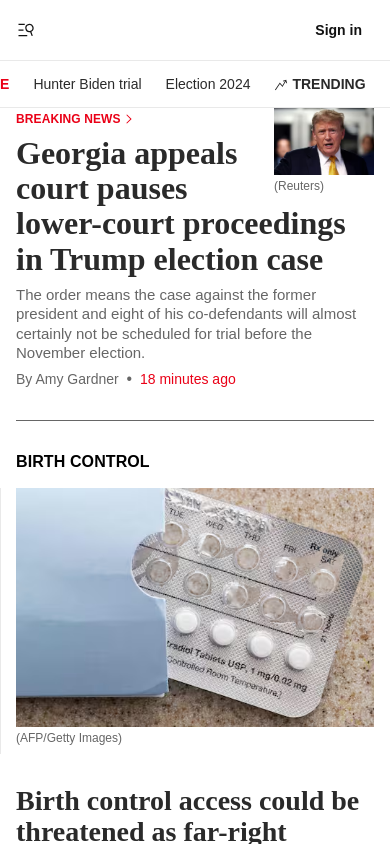 Sign in
E Hunter Biden trial Election 2024 TRENDING
BREAKING NEWS
Georgia appeals
court pauses
lower-court proceedings
in Trump election case
(Reuters)
The order means the case against the former
president and eight of his co-defendants will almost
certainly not be scheduled for trial before the
November election.
By Amy Gardner • 18 minutes ago
BIRTH CONTROL
TUE WED THU FRI SA
Rx only
stradiol Tablets USP, 1 mg/0.02 mg
Controlled Room Temperature.)
(AFP/Getty Images)
Birth control access could be
threatened as far-right